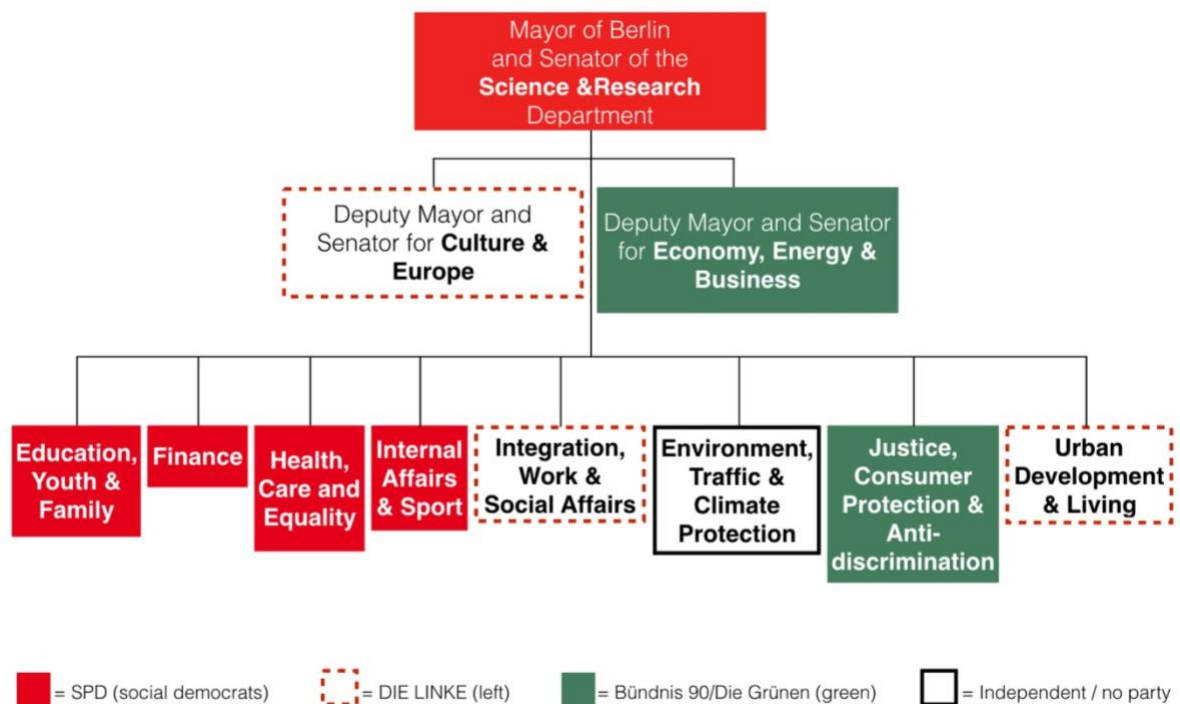 Mayor of Berlin
and Senator of the
Science &Research
Department
Deputy Mayor and
Senator for Culture &
Europe
Deputy Mayor and Senator
for Economy, Energy &
Business
Education,
Youth &
Family
Finance
Health,
Care and
Equality
Internal
Affairs
& Sport
Integration,
Work &
Social Affairs
Environment,
Traffic &
Climate
Protection
Justice,
Consumer
Protection &
Anti-
discrimination
Urban
Development
& Living
= SPD (social democrats)
= DIE LINKE (left)
= Bündnis 90/Die Grünen (green)
= Independent / no party